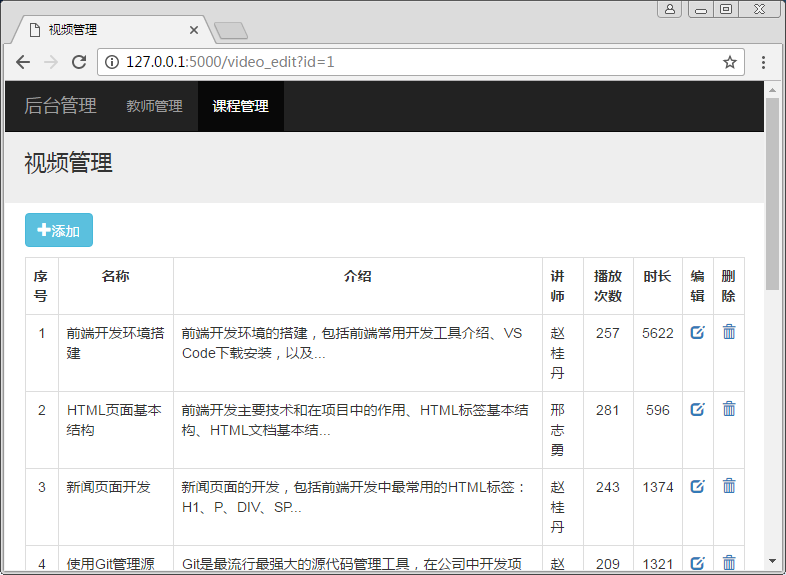 视频管理
127.0.0.1:5000/video_edit?id=1
后台管理 教师管理 课程管理
视频管理
添加
序号 名称 介绍 讲师 播放次数 时长 编辑 删除
1 前端开发环境搭建 前端开发环境的搭建，包括前端常用开发工具介绍、VS Code下载安装，以及... 赵桂丹 257 5622
2 HTML页面基本结构 前端开发主要技术和在项目中的作用、HTML标签基本结构、HTML文档基本结... 邢志勇 281 596
3 新闻页面开发 新闻页面的开发，包括前端开发中最常用的HTML标签：H1、P、DIV、SP... 赵桂丹 243 1374
4 使用Git管理源 Git是最流行最强大的源代码管理工具，在公司中开发项 赵 209 1321